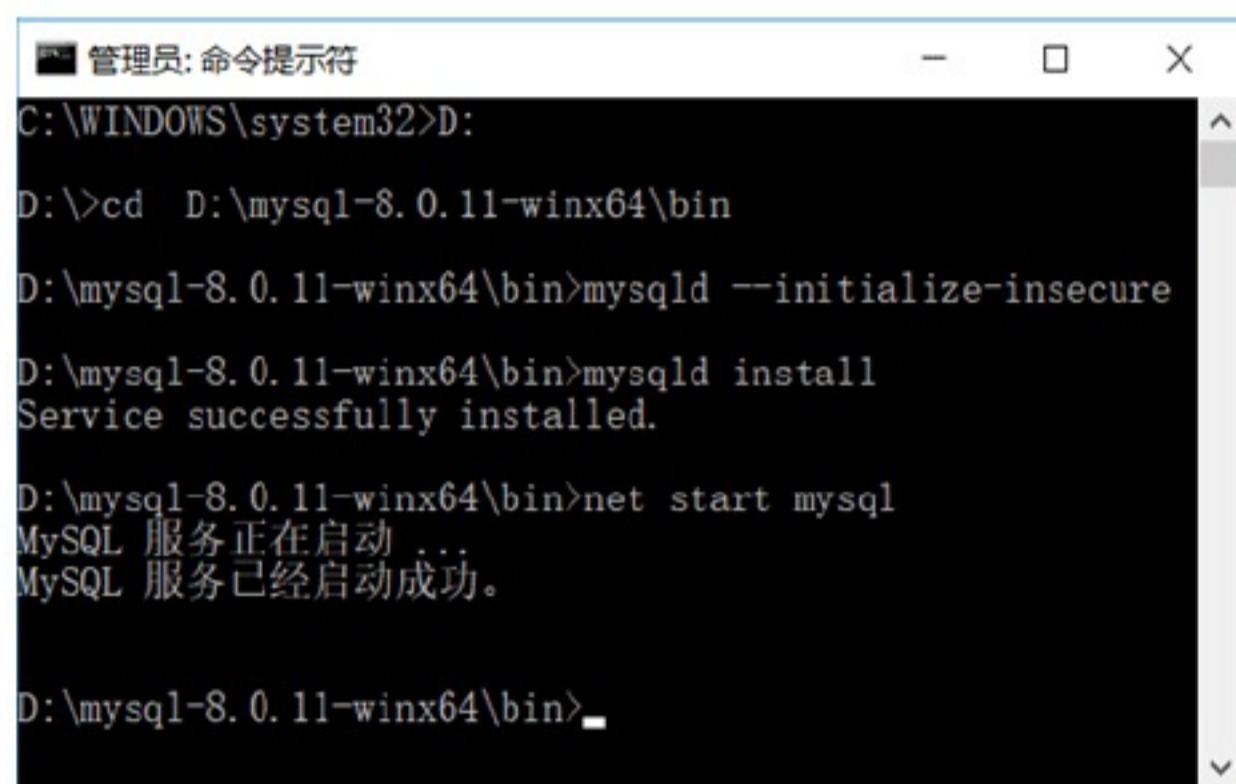 管理员: 命令提示符
C:\WINDOWS\system32>D:
D:\>cd  D:\mysql-8.0.11-winx64\bin
D:\mysql-8.0.11-winx64\bin>mysqld --initialize-insecure
D:\mysql-8.0.11-winx64\bin>mysqld install
Service successfully installed.
D:\mysql-8.0.11-winx64\bin>net start mysql
MySQL 服务正在启动 ...
MySQL 服务已经启动成功。
D:\mysql-8.0.11-winx64\bin>